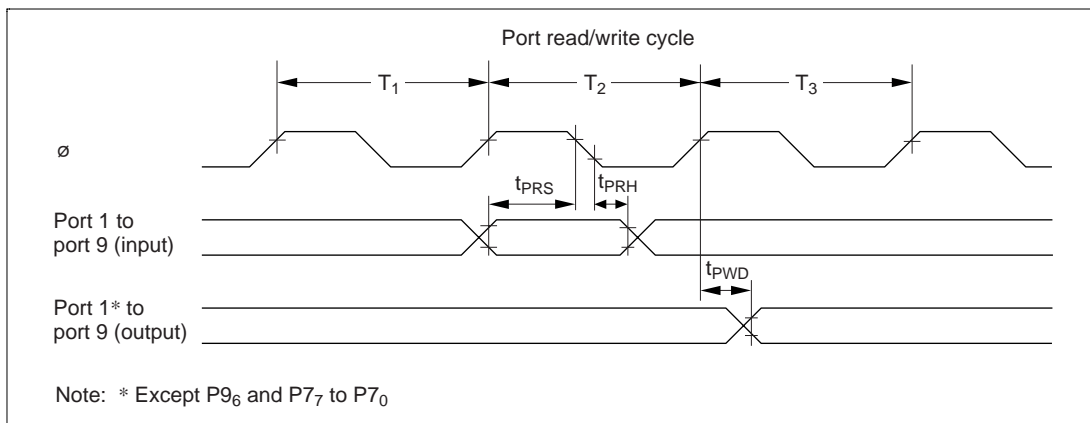 Port read/write cycle
T₁ T₂ T₃
ø
tPRS tPRH
Port 1 to
port 9 (input)
tPWD
Port 1* to
port 9 (output)
Note: * Except P9₆ and P7₇ to P7₀